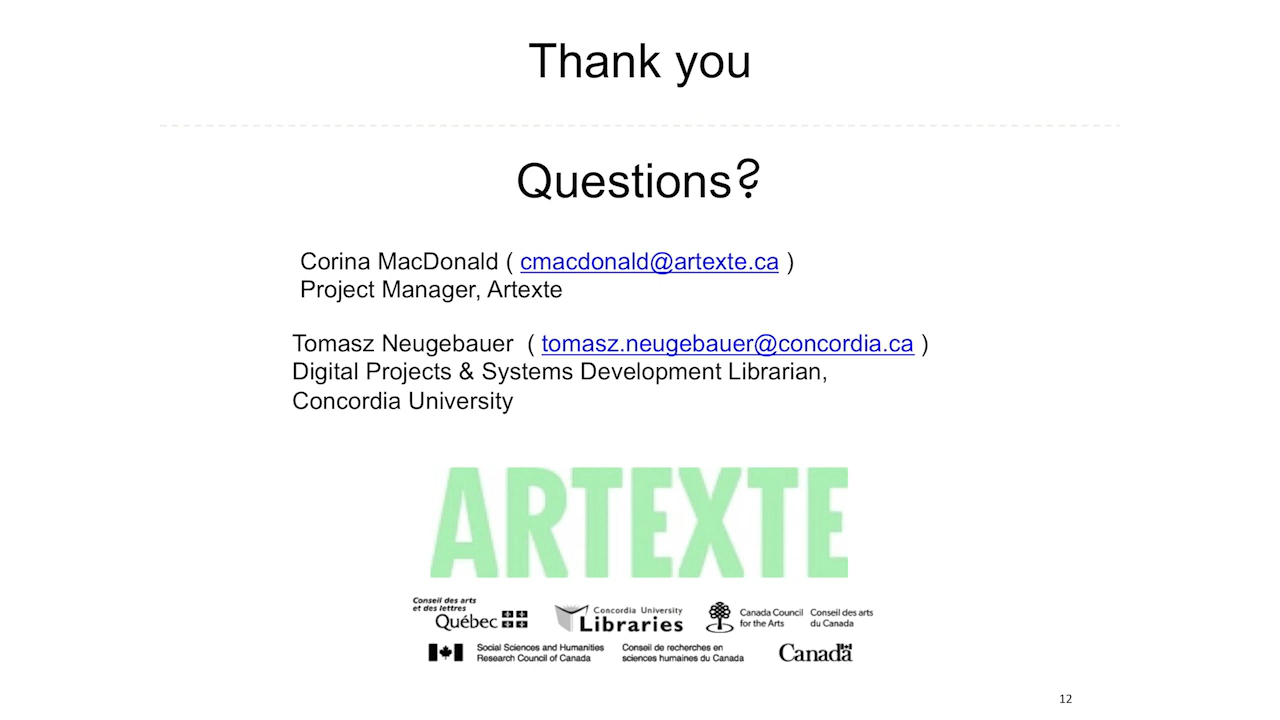 Thank you
Questions?
Corina MacDonald ( cmacdonald@artexte.ca )
Project Manager, Artexte
Tomasz Neugebauer  ( tomasz.neugebauer@concordia.ca )
Digital Projects & Systems Development Librarian,
Concordia University
ARTEXTE
Conseil des arts
et des lettres
Québec
Concordia University
Libraries
Canada Council
for the Arts
Conseil des arts
du Canada
Social Sciences and Humanities
Research Council of Canada
Conseil de recherches en
sciences humaines du Canada
Canada
12